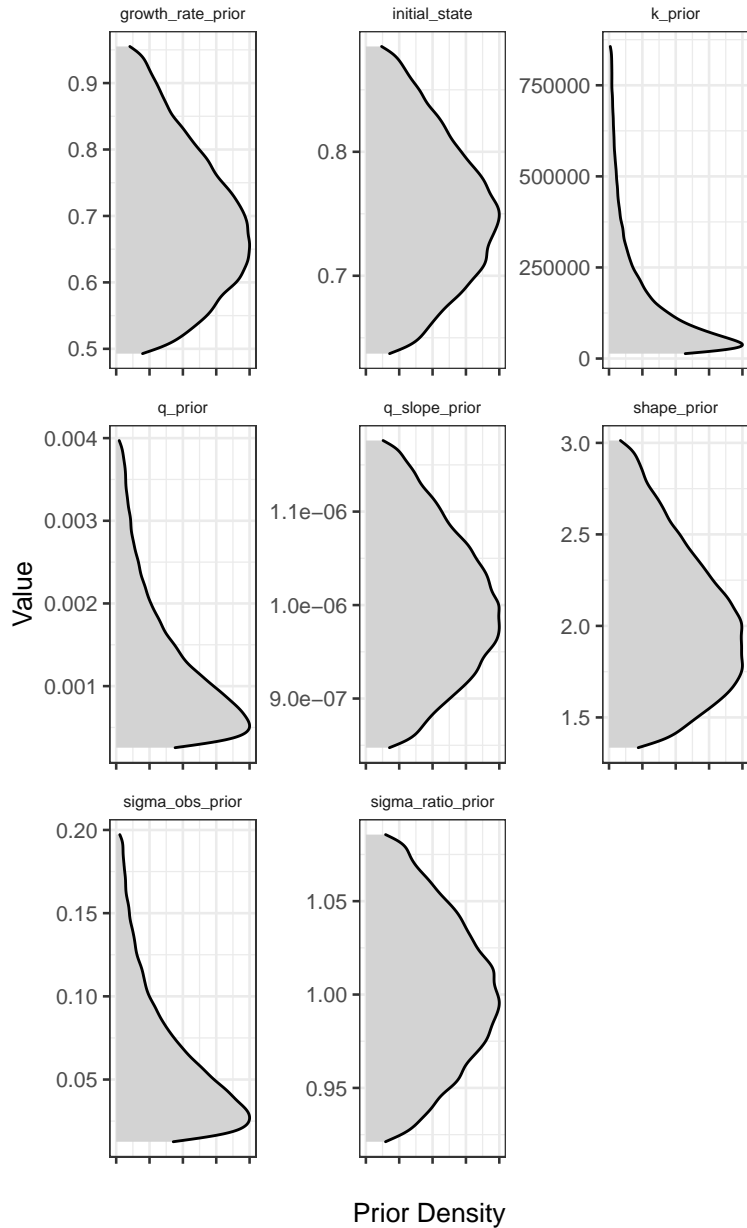 growth_rate_prior
initial_state
k_prior
0.9
0.8
0.7
0.6
0.5
0.8
0.7
750000
500000
250000
0
q_prior
q_slope_prior
shape_prior
0.004
0.003
0.002
0.001
1.1e−06
1.0e−06
9.0e−07
3.0
2.5
2.0
1.5
Value
sigma_obs_prior
sigma_ratio_prior
0.20
0.15
0.10
0.05
1.05
1.00
0.95
Prior Density